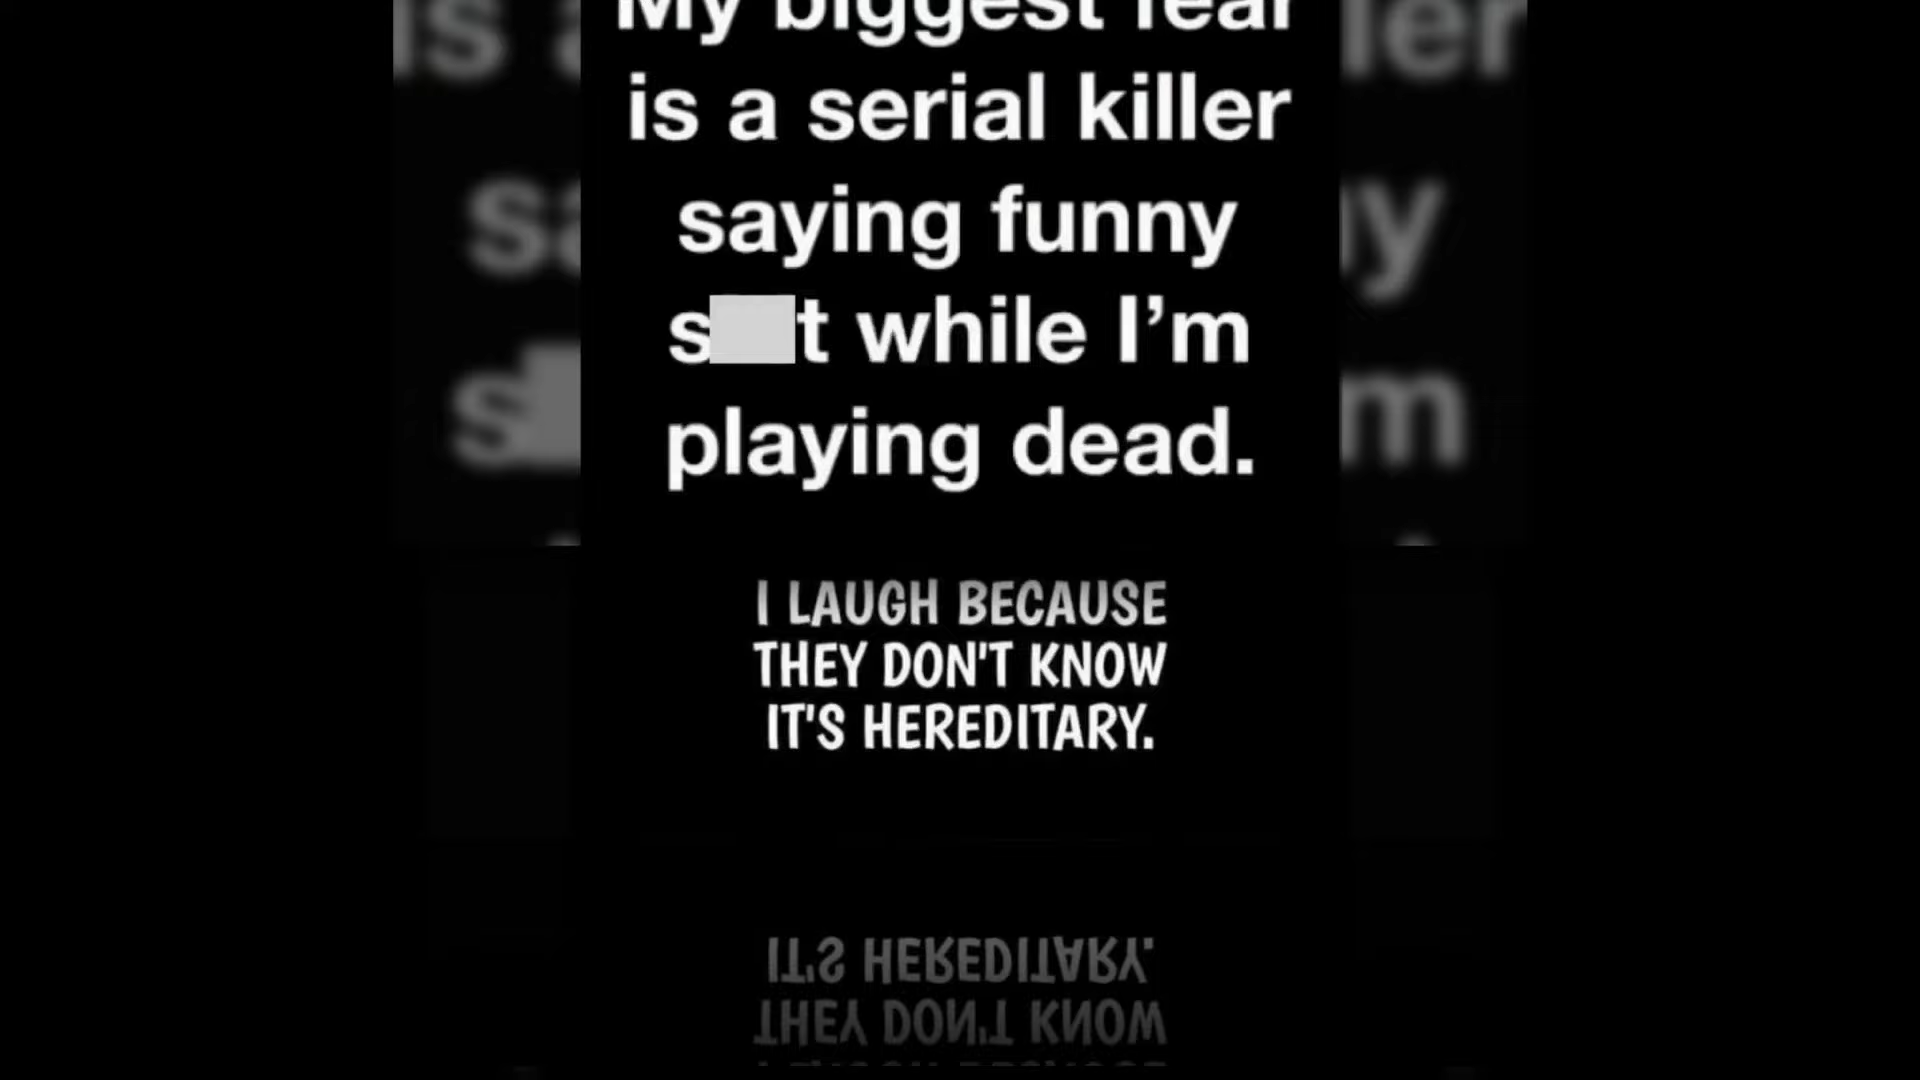 My biggest fear
is a serial killer
saying funny
s t while I'm
playing dead.
I LAUGH BECAUSE
THEY DON'T KNOW
IT'S HEREDITARY.